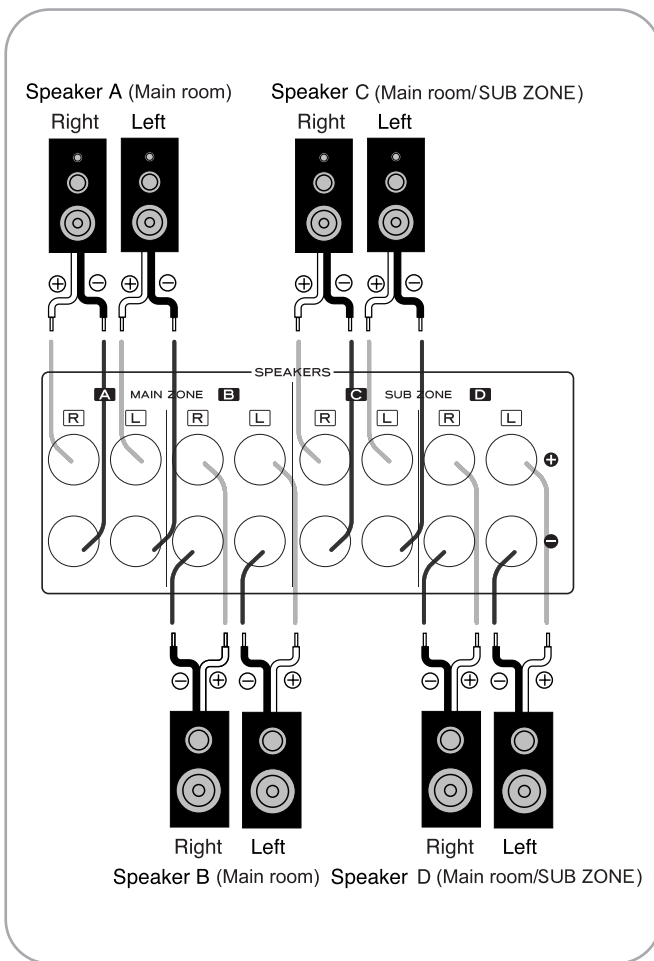 Speaker A (Main room) Speaker C (Main room/SUB ZONE)
Right Left Right Left
⊕ ⊖ ⊕ ⊖ ⊕ ⊖ ⊕ ⊖
SPEAKERS
A MAIN ZONE B C SUB ZONE D
R L R L R L R L
+
−
⊖ ⊕ ⊖ ⊕ ⊖ ⊕ ⊖ ⊕
Right Left Right Left
Speaker B (Main room) Speaker D (Main room/SUB ZONE)